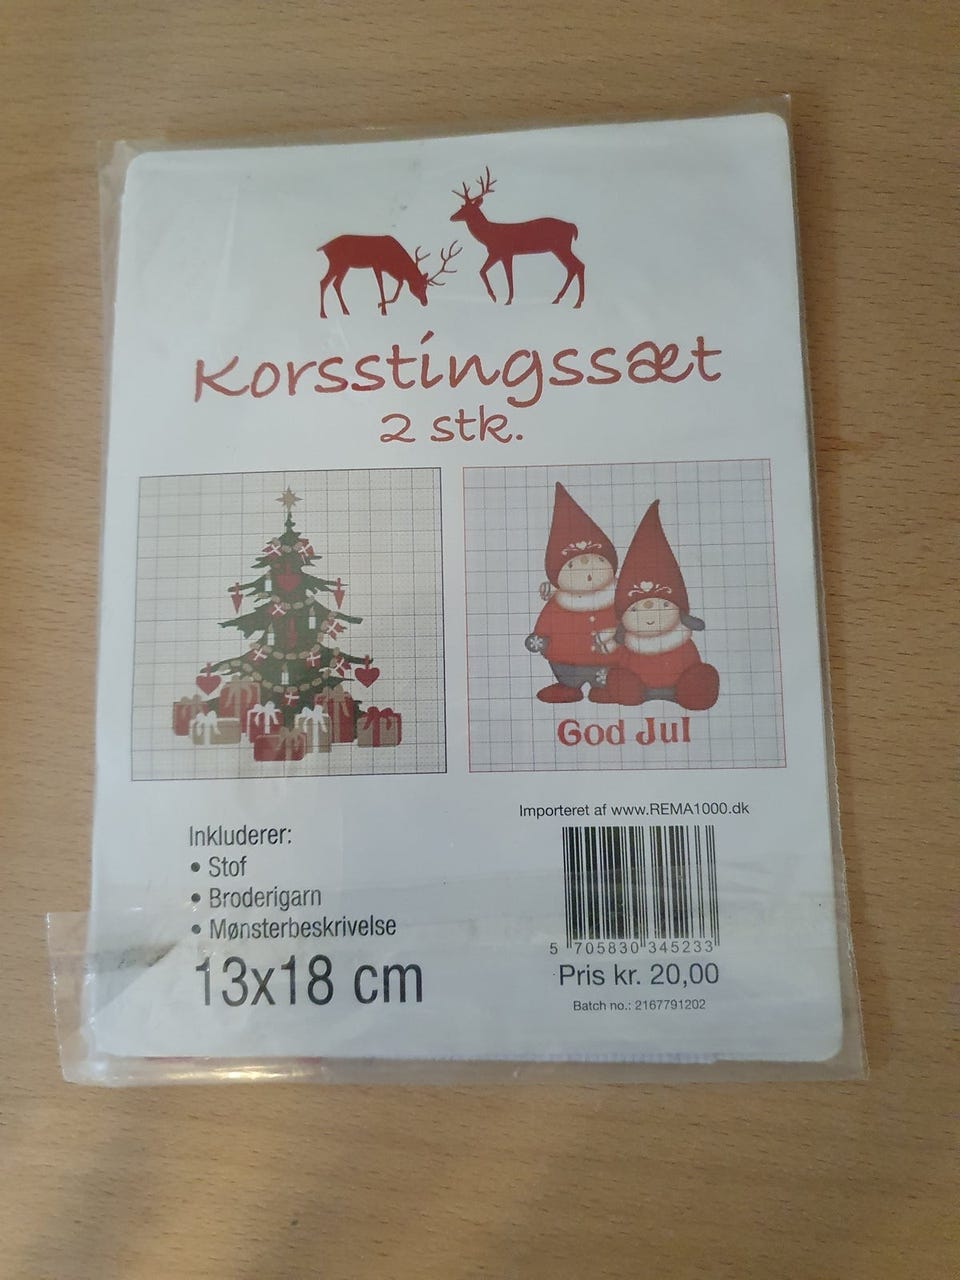 Korsstingssæt
2 stk.
God Jul
Importeret af www.REMA1000.dk
Inkluderer:
• Stof
• Broderigarn
• Mønsterbeskrivelse
13x18 cm
5 705830 345233
Pris kr. 20,00
Batch no.: 2167791202